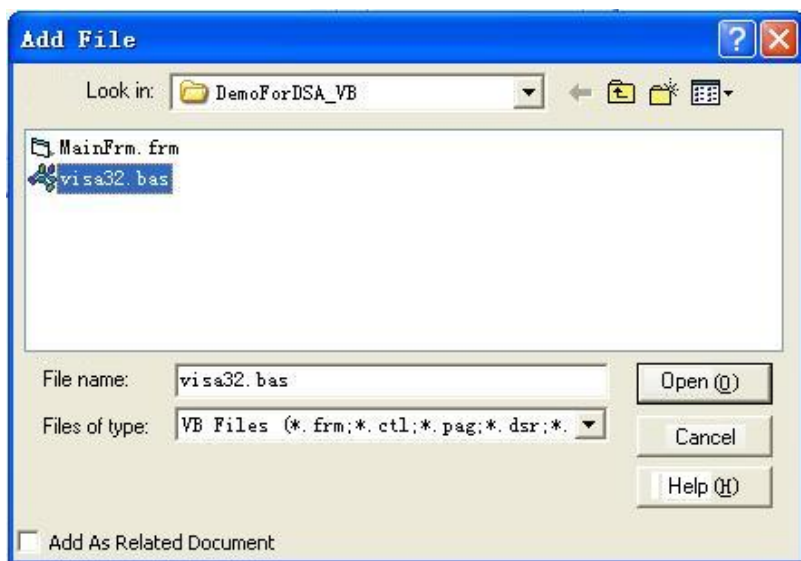 Add File
Look in: DemoForDSA_VB
MainFrm.frm
visa32.bas
File name: visa32.bas Open (O)
Files of type: VB Files (*.frm;*.ctl;*.pag;*.dsr;*. Cancel
Help (H)
Add As Related Document